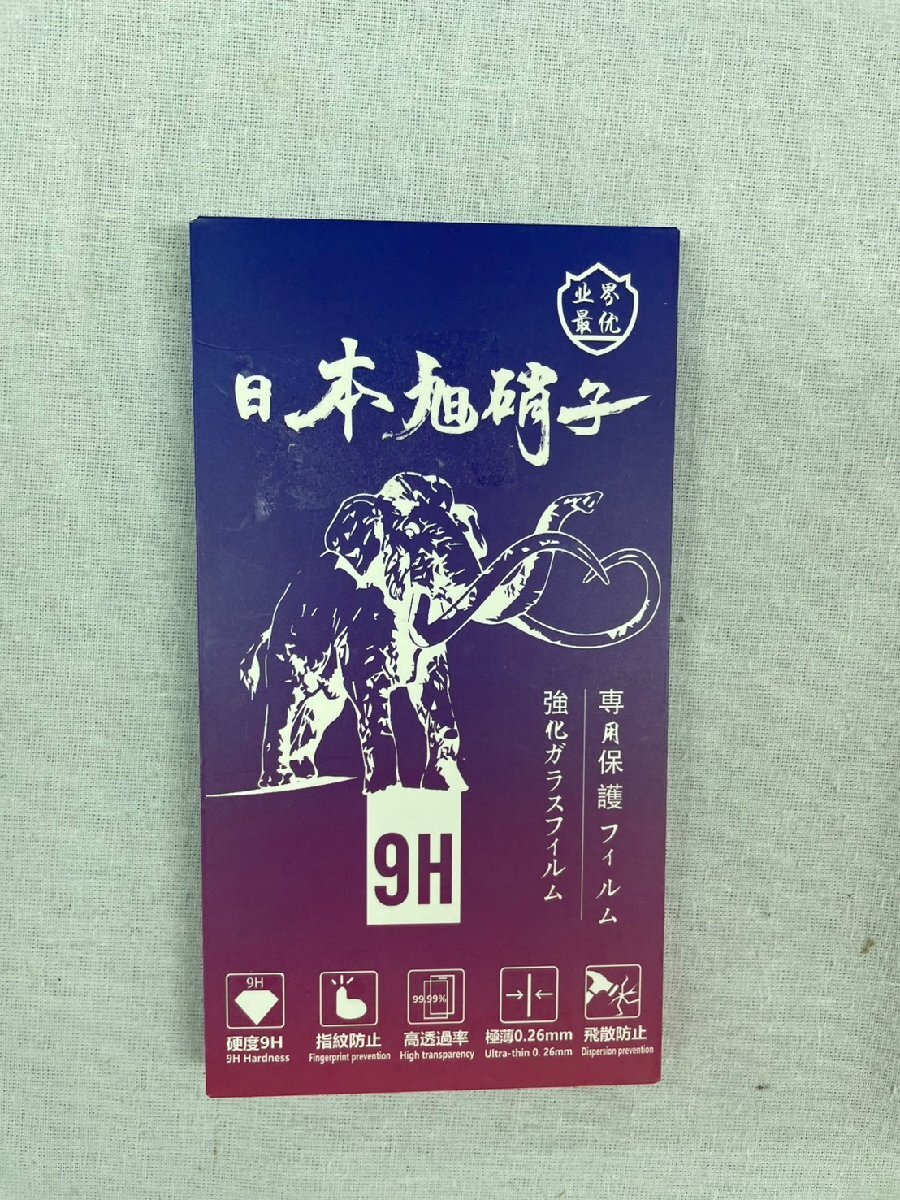 业界
最优
日本旭硝子
専用保護フィルム
強化ガラスフィルム
9H
9H
硬度9H
9H Hardness
指紋防止
Fingerprint prevention
99.99%
高透過率
High transparency
極薄0.26mm
Ultra-thin 0.26mm
飛散防止
Dispersion prevention